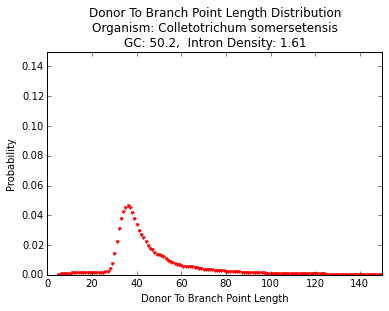 Donor To Branch Point Length Distribution
Organism: Colletotrichum somersetensis
GC: 50.2,  Intron Density: 1.61
0.14
0.12
0.10
0.08
0.06
0.04
0.02
0.00
Probability
0 20 40 60 80 100 120 140
Donor To Branch Point Length